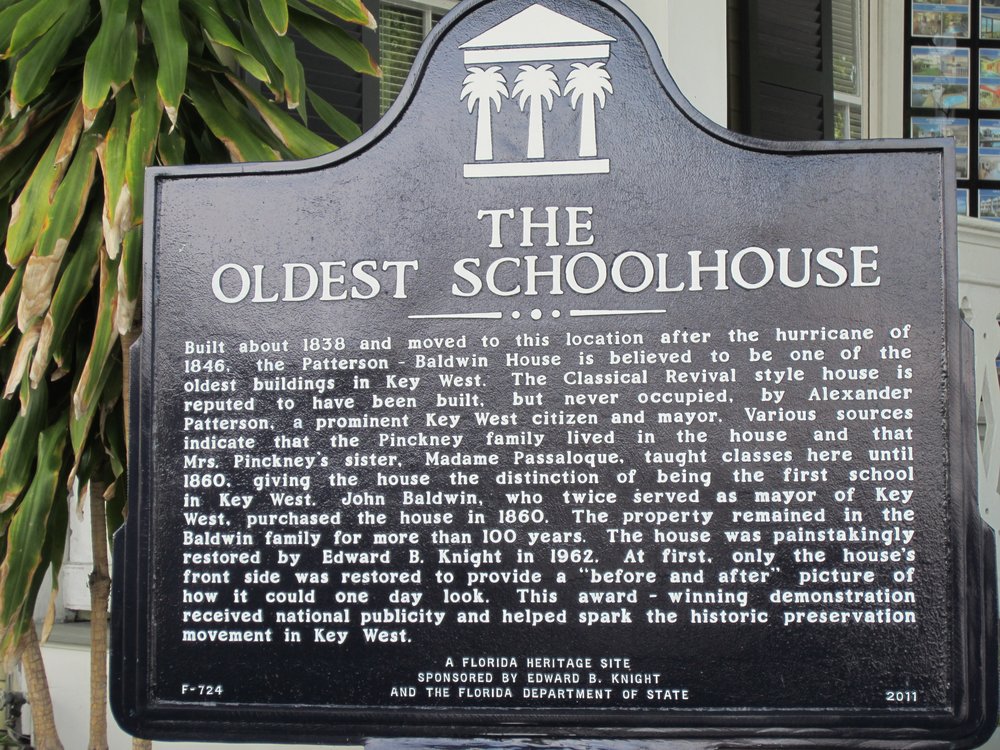 THE
OLDEST SCHOOLHOUSE
Built about 1838 and moved to this location after the hurricane of
1846, the Patterson - Baldwin House is believed to be one of the
oldest buildings in Key West. The Classical Revival style house is
reputed to have been built, but never occupied, by Alexander
Patterson, a prominent Key West citizen and mayor. Various sources
indicate that the Pinckney family lived in the house and that
Mrs. Pinckney's sister, Madame Passaloque, taught classes here until
1860, giving the house the distinction of being the first school
in Key West. John Baldwin, who twice served as mayor of Key
West, purchased the house in 1860. The property remained in the
Baldwin family for more than 100 years. The house was painstakingly
restored by Edward B. Knight in 1962. At first, only the house's
front side was restored to provide a "before and after" picture of
how it could one day look. This award - winning demonstration
received national publicity and helped spark the historic preservation
movement in Key West.
A FLORIDA HERITAGE SITE
SPONSORED BY EDWARD B. KNIGHT
AND THE FLORIDA DEPARTMENT OF STATE
F-724
2011